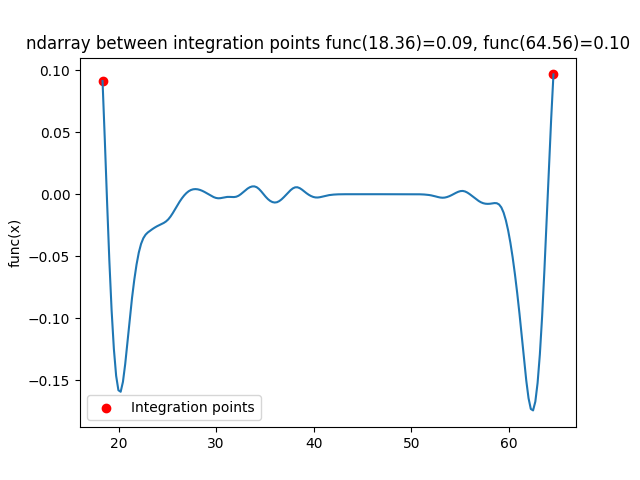 ndarray between integration points func(18.36)=0.09, func(64.56)=0.10
0.10
0.05
0.00
−0.05
−0.10
−0.15
func(x)
Integration points
20 30 40 50 60